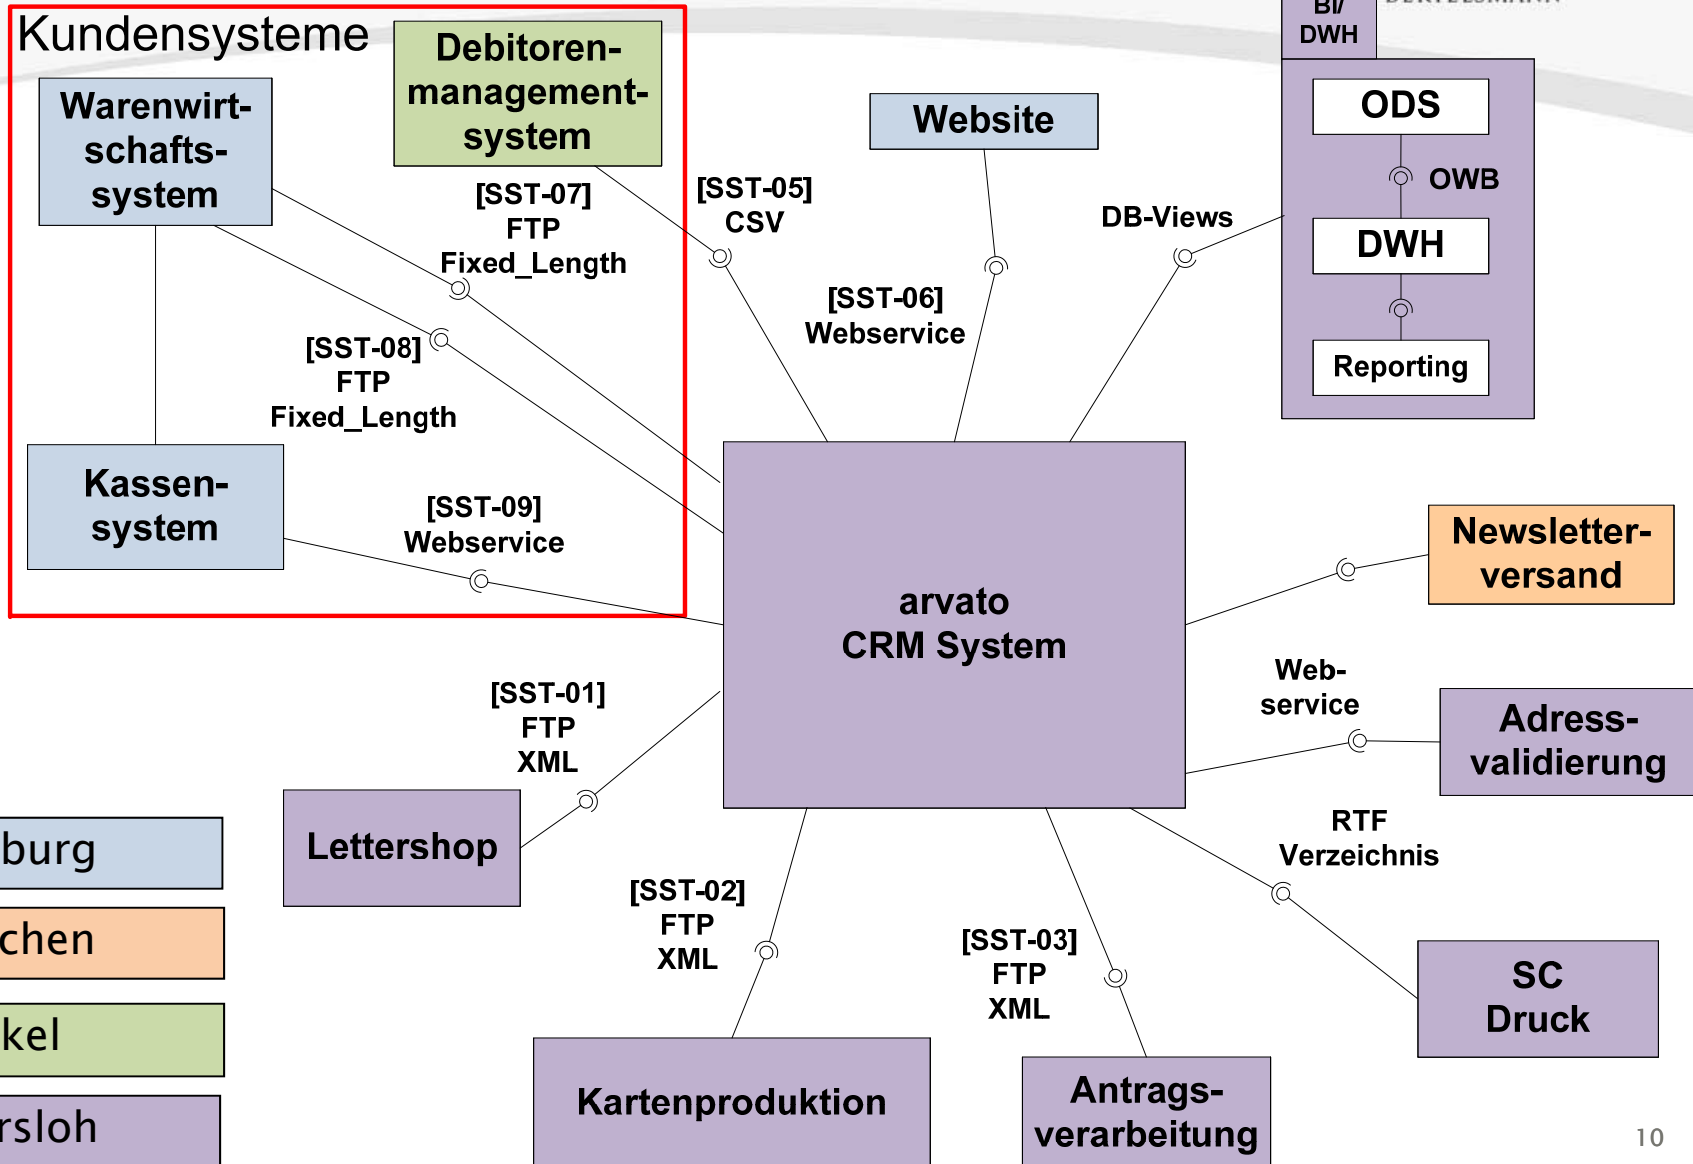 Kundensysteme
Debitoren-
management-
system
Warenwirt-
schafts-
system
Website
BI/
DWH
ODS
OWB
DWH
Reporting
[SST-07]
FTP
Fixed_Length
[SST-05]
CSV
DB-Views
[SST-06]
Webservice
[SST-08]
FTP
Fixed_Length
Kassen-
system
[SST-09]
Webservice
arvato
CRM System
Newsletter-
versand
Web-
service
Adress-
validierung
[SST-01]
FTP
XML
Lettershop
RTF
Verzeichnis
[SST-02]
FTP
XML
[SST-03]
FTP
XML
SC
Druck
Kartenproduktion
Antrags-
verarbeitung
burg
chen
kel
rsloh
10